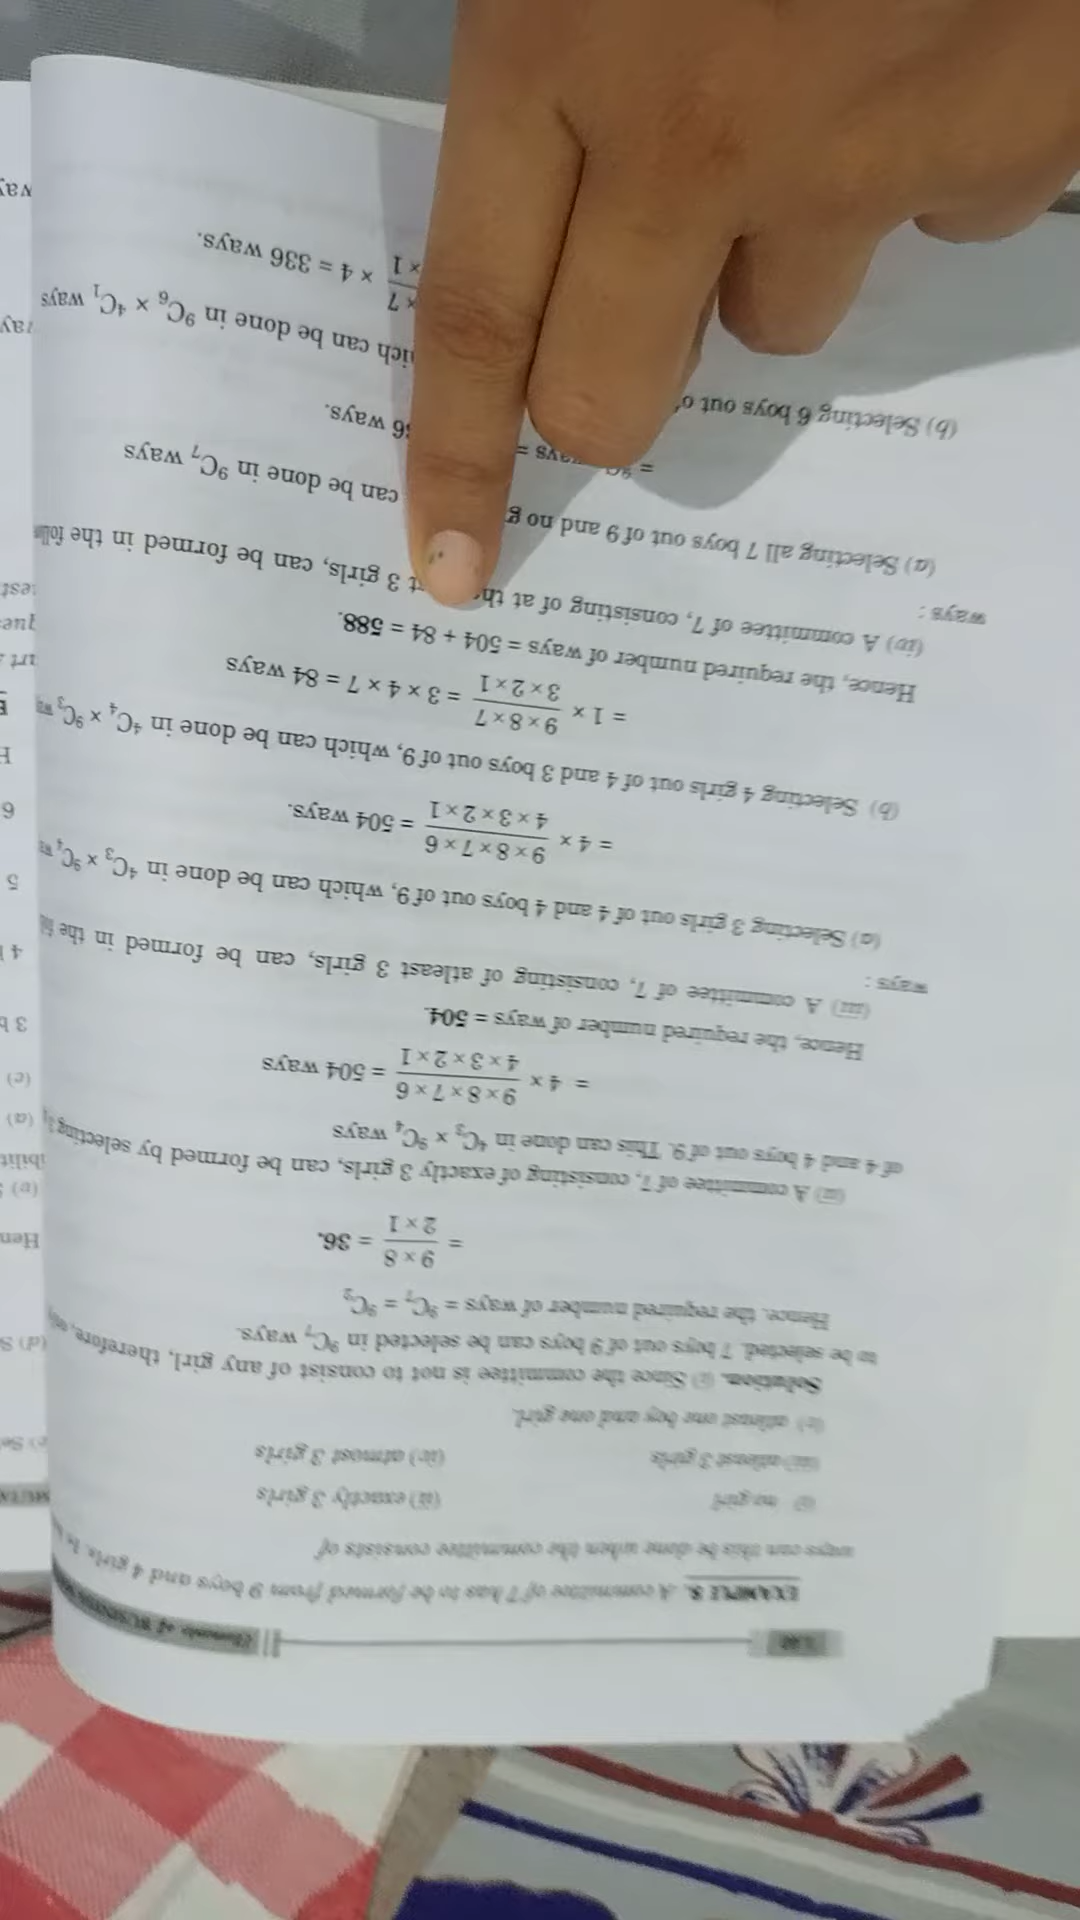 EXAMPLE 8. A committee of 7 has to be formed from 9 boys and 4 girls. In
ways can this be done when the committee consists of
(i) no girl (ii) exactly 3 girls
(iii) atleast 3 girls (iv) atmost 3 girls
(v) atleast one boy and one girl.
Solution. (i) Since the committee is not to consist of any girl, therefore,
to be selected. 7 boys out of 9 boys can be selected in ⁹C₇ ways.
Hence, the required number of ways = ⁹C₇ = ⁹C₂
= 9 × 8 / 2 × 1 = 36.
(ii) A committee of 7, consisting of exactly 3 girls, can be formed by selecting 3
of 4 and 4 boys out of 9. This can done in ⁴C₃ × ⁹C₄ ways
= 4 × 9 × 8 × 7 × 6 / 4 × 3 × 2 × 1 = 504 ways
Hence, the required number of ways = 504.
(iii) A committee of 7, consisting of atleast 3 girls, can be formed in the
ways :
(a) Selecting 3 girls out of 4 and 4 boys out of 9, which can be done in ⁴C₃ × ⁹C₄
= 4 × 9 × 8 × 7 × 6 / 4 × 3 × 2 × 1 = 504 ways.
(b) Selecting 4 girls out of 4 and 3 boys out of 9, which can be done in ⁴C₄ × ⁹C₃
= 1 × 9 × 8 × 7 / 3 × 2 × 1 = 3 × 4 × 7 = 84 ways
Hence, the required number of ways = 504 + 84 = 588.
(iv) A committee of 7, consisting of at the 3 girls, can be formed in the
ways :
(a) Selecting all 7 boys out of 9 and no can be done in ⁹C₇ ways
= ⁹C ways = 36 ways.
(b) Selecting 6 boys out can be done in ⁹C₆ × ⁴C₁ ways
× 7 / × 1 × 4 = 336 ways.